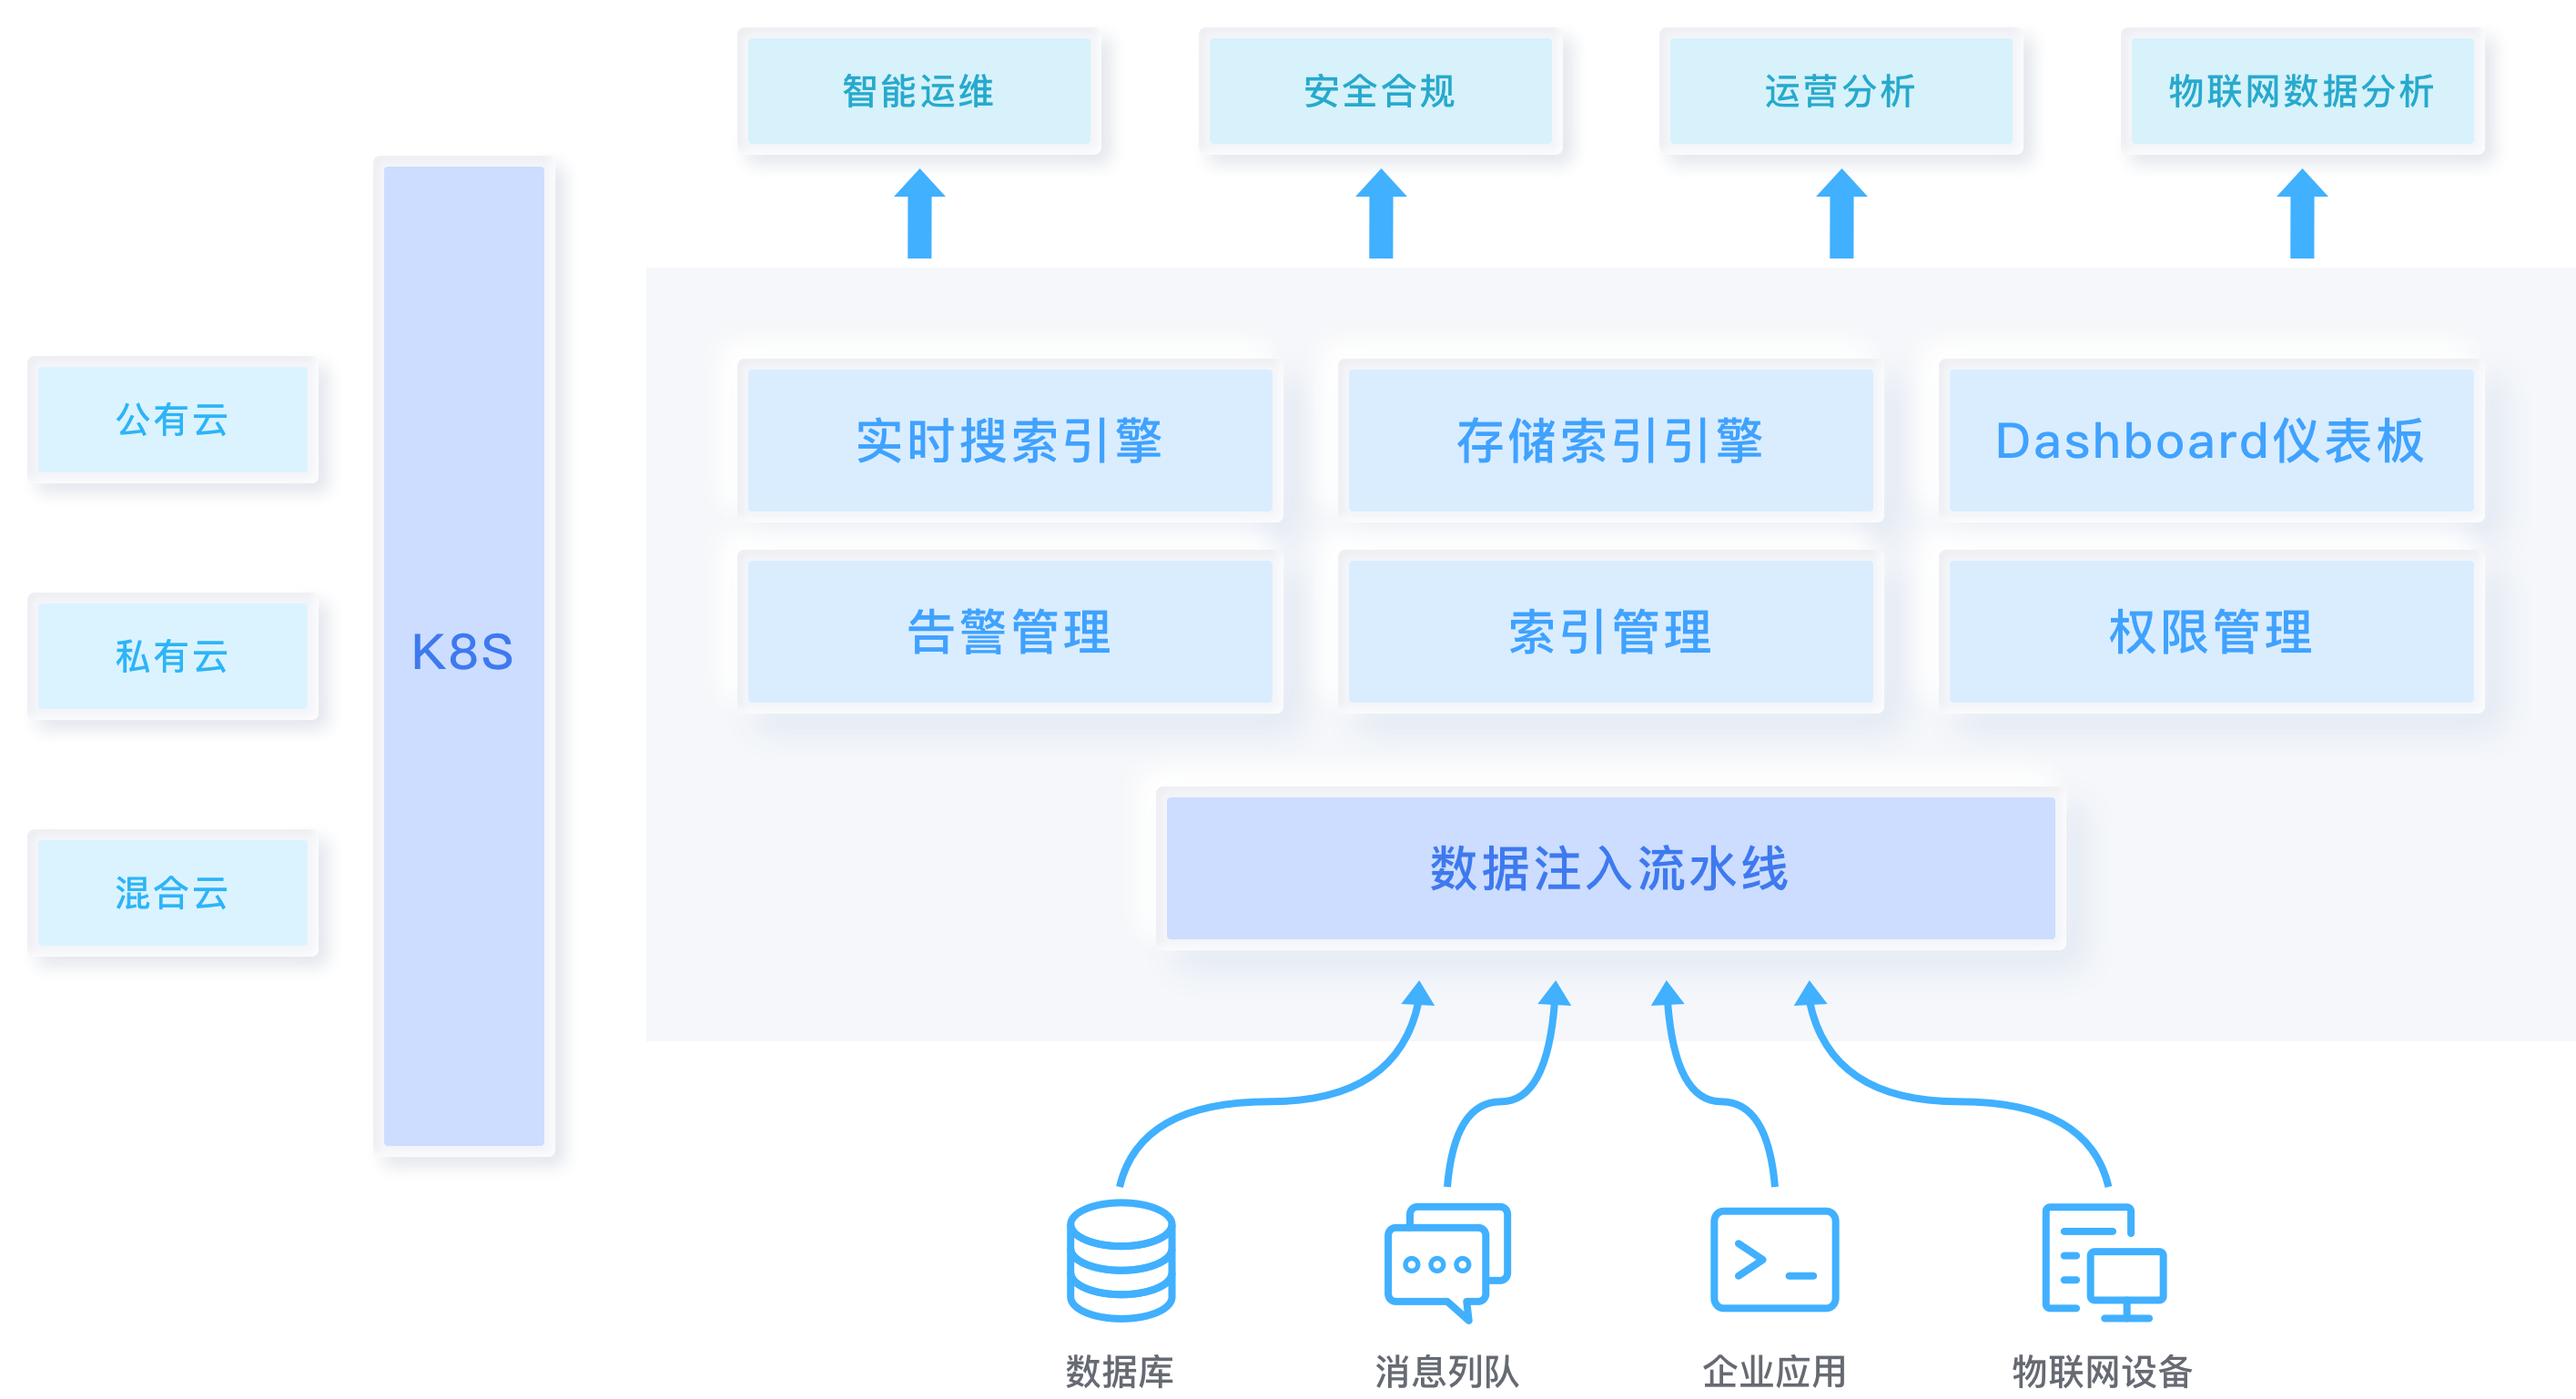 智能运维
安全合规
运营分析
物联网数据分析
公有云
私有云
混合云
K8S
实时搜索引擎
存储索引引擎
Dashboard仪表板
告警管理
索引管理
权限管理
数据注入流水线
数据库
消息列队
企业应用
物联网设备